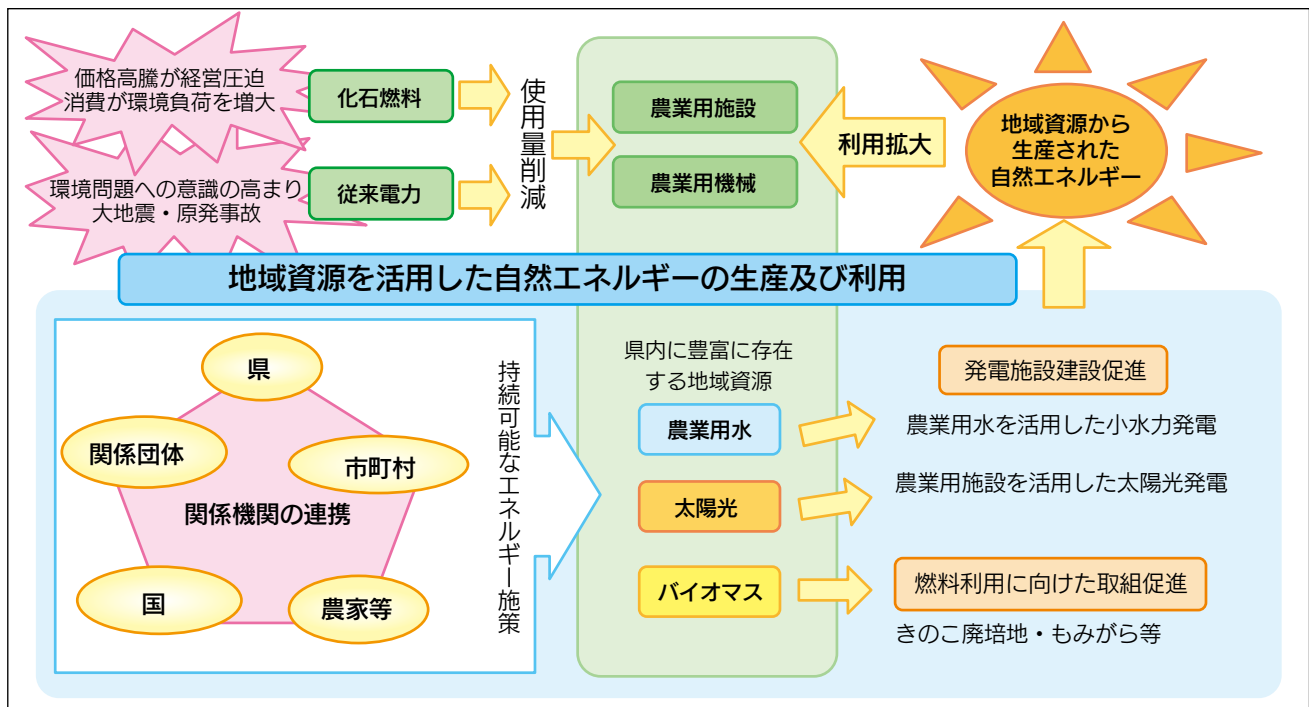 価格高騰が経営圧迫
消費が環境負荷を増大
化石燃料
環境問題への意識の高まり
大地震・原発事故
従来電力
使用量削減
農業用施設
農業用機械
利用拡大
地域資源から
生産された
自然エネルギー
地域資源を活用した自然エネルギーの生産及び利用
県
関係団体
市町村
関係機関の連携
国
農家等
持続可能なエネルギー施策
県内に豊富に存在
する地域資源
農業用水
太陽光
バイオマス
発電施設建設促進
農業用水を活用した小水力発電
農業用施設を活用した太陽光発電
燃料利用に向けた取組促進
きのこ廃培地・もみがら等